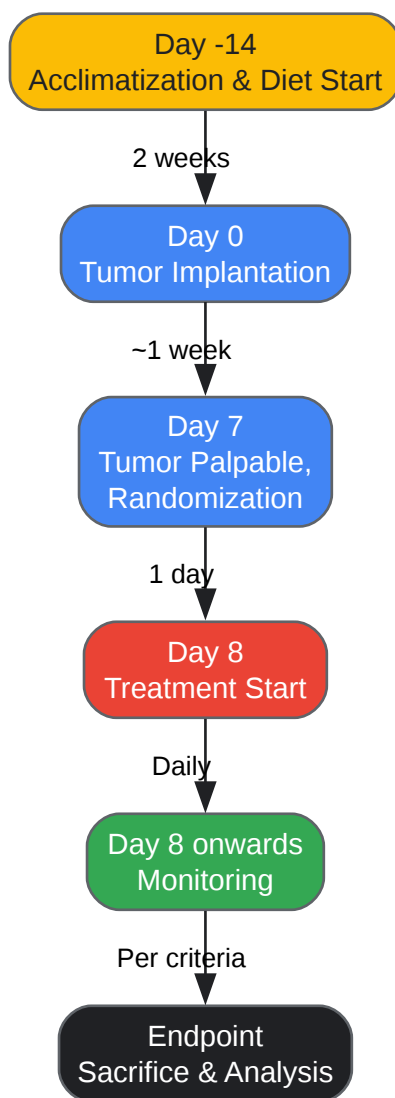 Day -14
Acclimatization & Diet Start
2 weeks
Day 0
Tumor Implantation
~1 week
Day 7
Tumor Palpable,
Randomization
1 day
Day 8
Treatment Start
Daily
Day 8 onwards
Monitoring
Per criteria
Endpoint
Sacrifice & Analysis